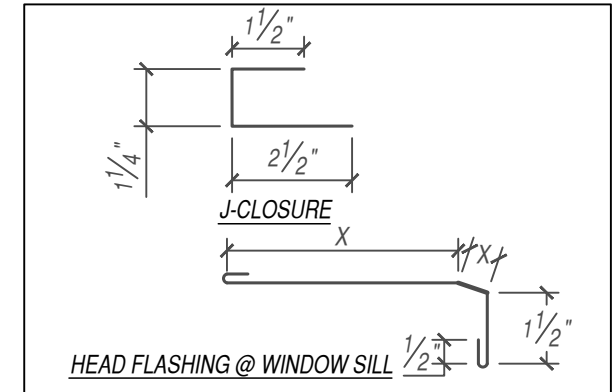 1 1/2"
1 1/4"
2 1/2"
J-CLOSURE
X
X
1 1/2"
1/2"
HEAD FLASHING @ WINDOW SILL